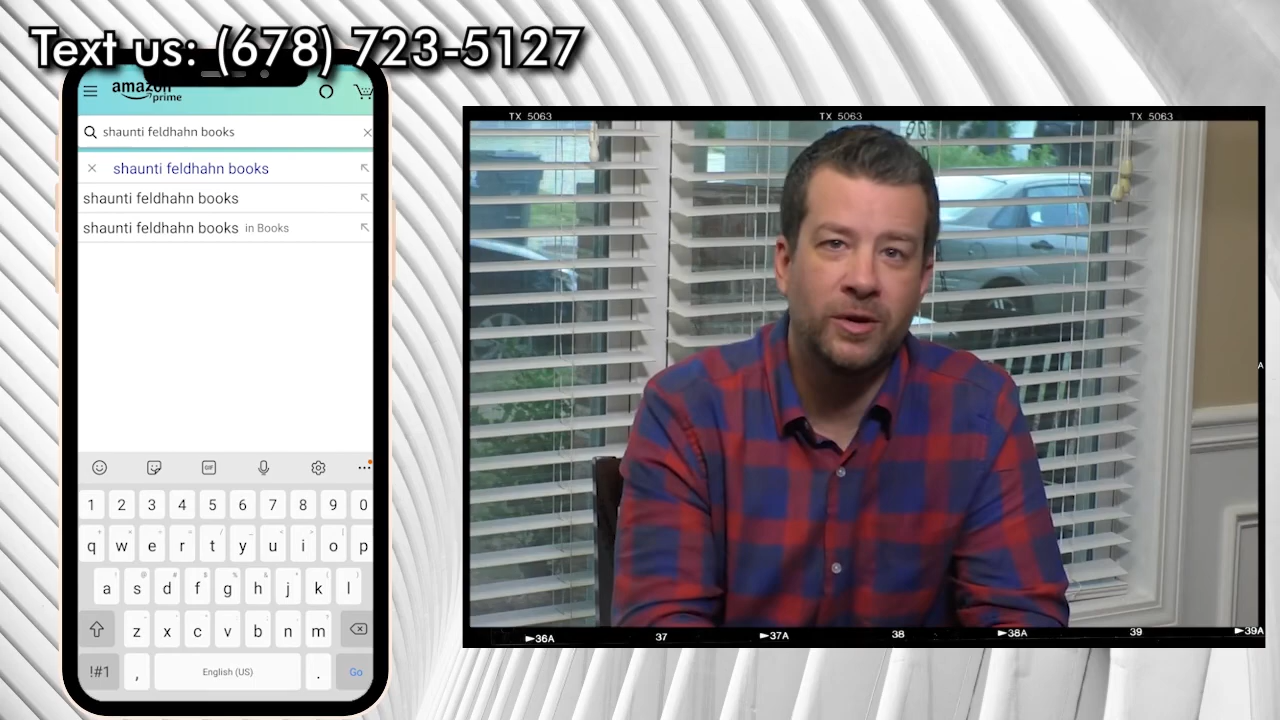 Text us: (678) 723-5127
amazon
prime
shaunti feldhahn books
shaunti feldhahn books
shaunti feldhahn books
shaunti feldhahn books in Books
GIF
1 2 3 4 5 6 7 8 9 0
q w e r t y u i o p
a s d f g h j k l
z x c v b n m
!#1 , English (US) . Go
TX 5063 TX 5063 TX 5063
A
36A 37 37A 38 38A 39 39A